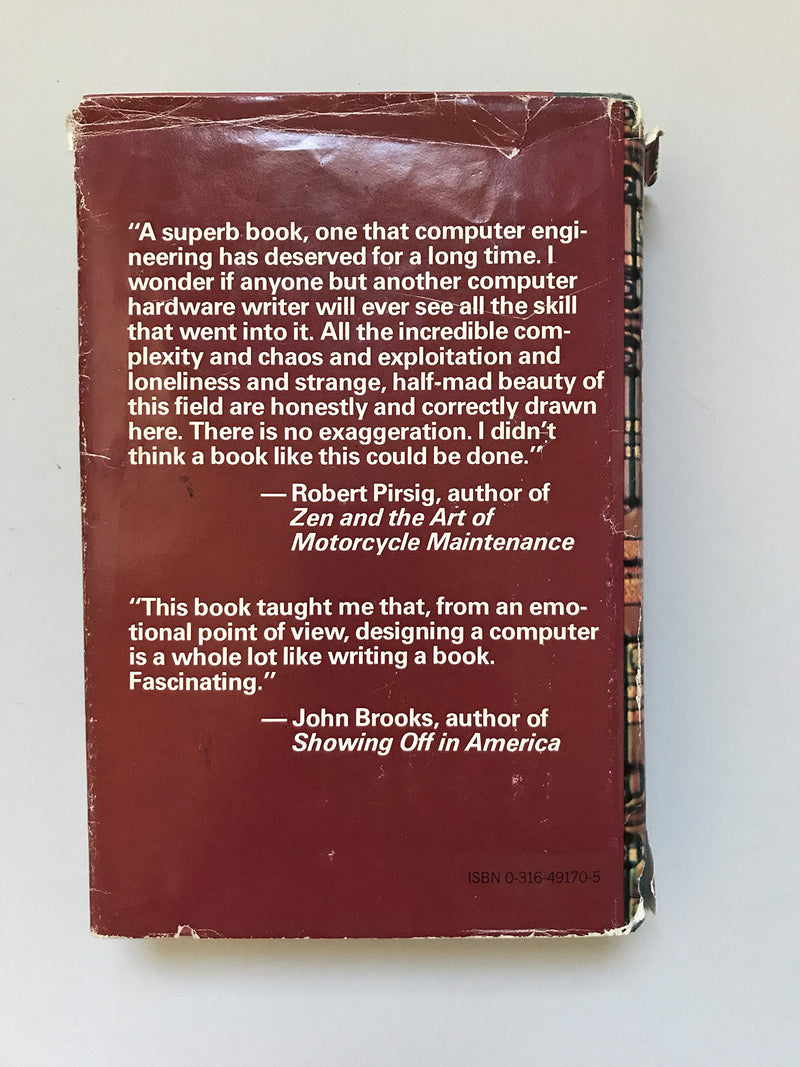 “A superb book, one that computer engi-
neering has deserved for a long time. I
wonder if anyone but another computer
hardware writer will ever see all the skill
that went into it. All the incredible com-
plexity and chaos and exploitation and
loneliness and strange, half-mad beauty of
this field are honestly and correctly drawn
here. There is no exaggeration. I didn’t
think a book like this could be done.”
— Robert Pirsig, author of
Zen and the Art of
Motorcycle Maintenance
“This book taught me that, from an emo-
tional point of view, designing a computer
is a whole lot like writing a book.
Fascinating.”
— John Brooks, author of
Showing Off in America
ISBN 0-316-49170-5